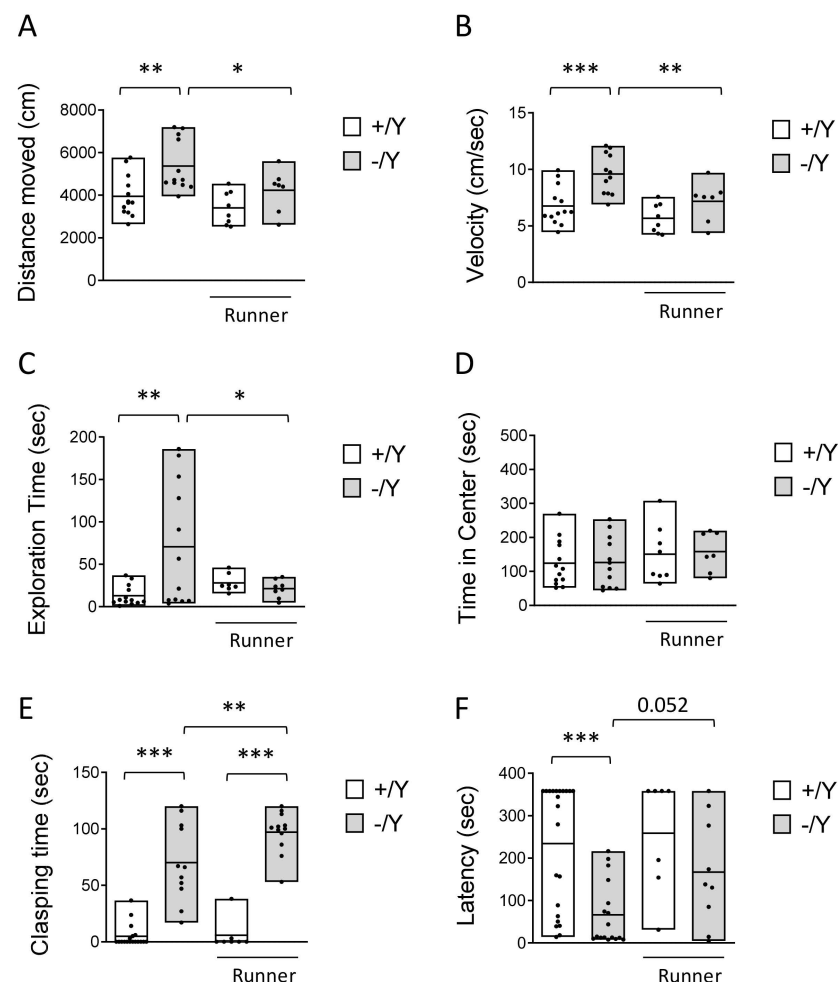 A
** *
Distance moved (cm)
8000
6000
4000
2000
0
+/Y
-/Y
Runner
B
*** **
Velocity (cm/sec)
15
10
5
0
+/Y
-/Y
Runner
C
** *
Exploration Time (sec)
200
150
100
50
0
+/Y
-/Y
Runner
D
Time in Center (sec)
500
400
300
200
100
0
+/Y
-/Y
Runner
E
**
*** ***
Clasping time (sec)
150
100
50
0
+/Y
-/Y
Runner
F
0.052
***
Latency (sec)
400
300
200
100
0
+/Y
-/Y
Runner